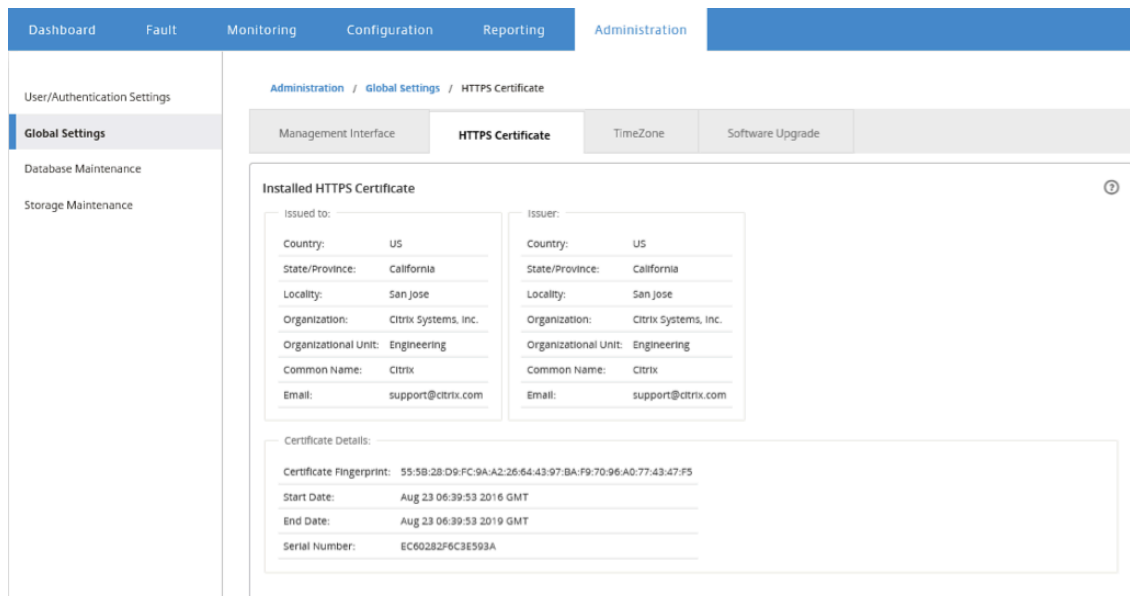 Dashboard Fault Monitoring Configuration Reporting Administration
User/Authentication Settings
Global Settings
Database Maintenance
Storage Maintenance
Administration / Global Settings / HTTPS Certificate
Management Interface HTTPS Certificate TimeZone Software Upgrade
Installed HTTPS Certificate ?
Issued to:
Country: US
State/Province: California
Locality: San Jose
Organization: Citrix Systems, Inc.
Organizational Unit: Engineering
Common Name: Citrix
Email: support@citrix.com
Issuer:
Country: US
State/Province: California
Locality: San Jose
Organization: Citrix Systems, Inc.
Organizational Unit: Engineering
Common Name: Citrix
Email: support@citrix.com
Certificate Details:
Certificate Fingerprint: 55:5B:28:D9:FC:9A:A2:26:64:43:97:BA:F9:70:96:A0:77:43:47:F5
Start Date: Aug 23 06:39:53 2016 GMT
End Date: Aug 23 06:39:53 2019 GMT
Serial Number: EC60282F6C3E593A